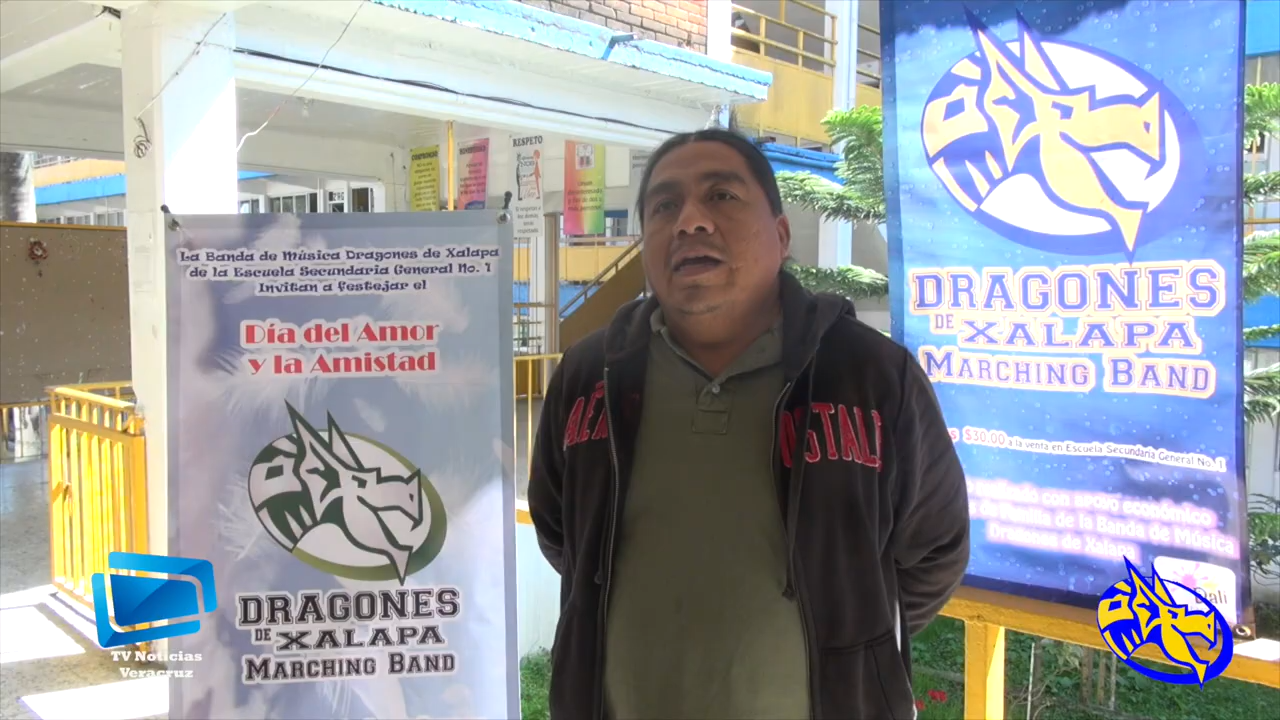 La Banda de Música Dragones de Xalapa
de la Escuela Secundaria General No. 1
Invitan a festejar el
Día del Amor
y la Amistad
DRAGONES
DE XALAPA
MARCHING BAND
TV Noticias
Veracruz
RESPETO
DRAGONES
DE XALAPA
MARCHING BAND
$30.00 a la venta en Escuela Secundaria General No. 1
con apoyo económico
de la Banda de Música
Dragones de Xalapa
Dalí